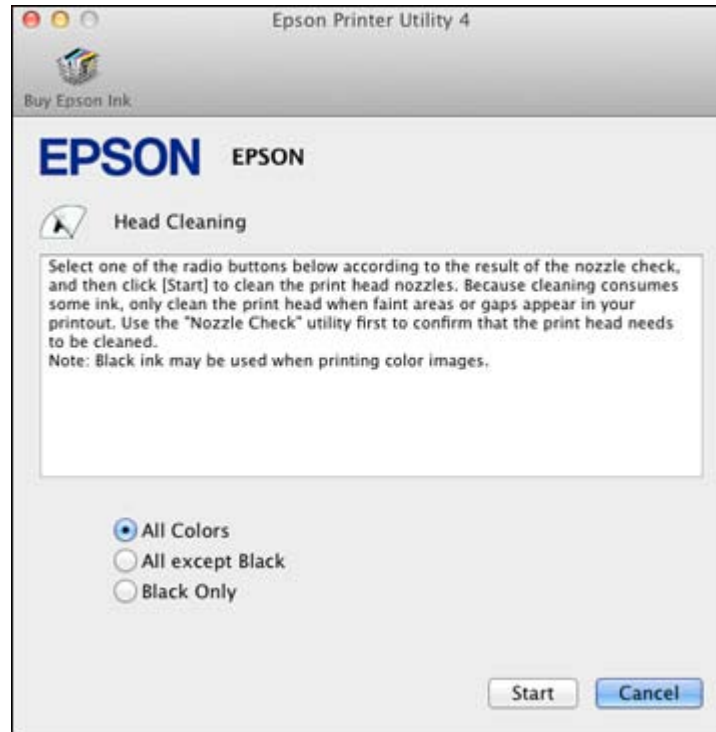 Epson Printer Utility 4
Buy Epson Ink
EPSON EPSON
Head Cleaning
Select one of the radio buttons below according to the result of the nozzle check,
and then click [Start] to clean the print head nozzles. Because cleaning consumes
some ink, only clean the print head when faint areas or gaps appear in your
printout. Use the "Nozzle Check" utility first to confirm that the print head needs
to be cleaned.
Note: Black ink may be used when printing color images.
All Colors
All except Black
Black Only
Start Cancel